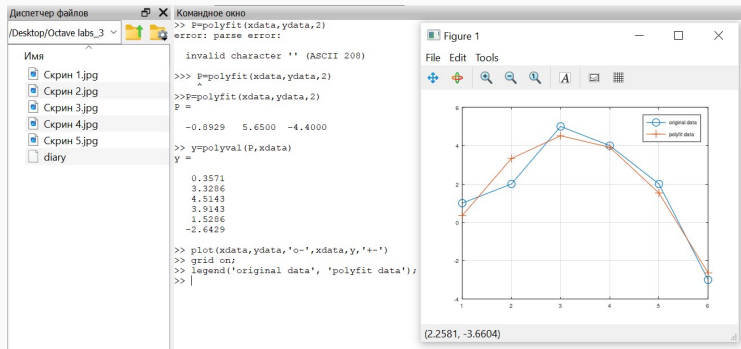 Диспетчер файлов
/Desktop/Octave labs_3
Имя
Скрин 1.jpg
Скрин 2.jpg
Скрин 3.jpg
Скрин 4.jpg
Скрин 5.jpg
diary
Командное окно
>> P=polyfit(xdata,ydata,2)
error: parse error:
invalid character '' (ASCII 208)
>>> P=polyfit(xdata,ydata,2)
^
>>P=polyfit(xdata,ydata,2)
P =
-0.8929 5.6500 -4.4000
>> y=polyval(P,xdata)
y =
0.3571
3.3286
4.5143
3.9143
1.5286
-2.6429
>> plot(xdata,ydata,'o-',xdata,y,'+-')
>> grid on;
>> legend('original data', 'polyfit data');
>>
Figure 1
File Edit Tools
A
original data
polyfit data
6
4
2
0
-2
-4
1 2 3 4 5 6
(2.2581, -3.6604)